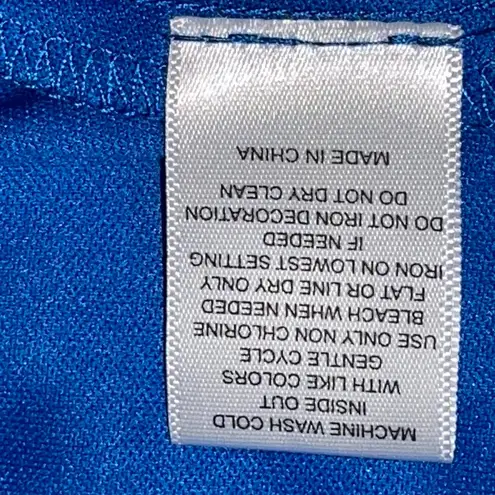 MACHINE WASH COLD
INSIDE OUT
WITH LIKE COLORS
GENTLE CYCLE
USE ONLY NON CHLORINE
BLEACH WHEN NEEDED
FLAT OR LINE DRY ONLY
IRON ON LOWEST SETTING
IF NEEDED
DO NOT IRON DECORATION
DO NOT DRY CLEAN
MADE IN CHINA